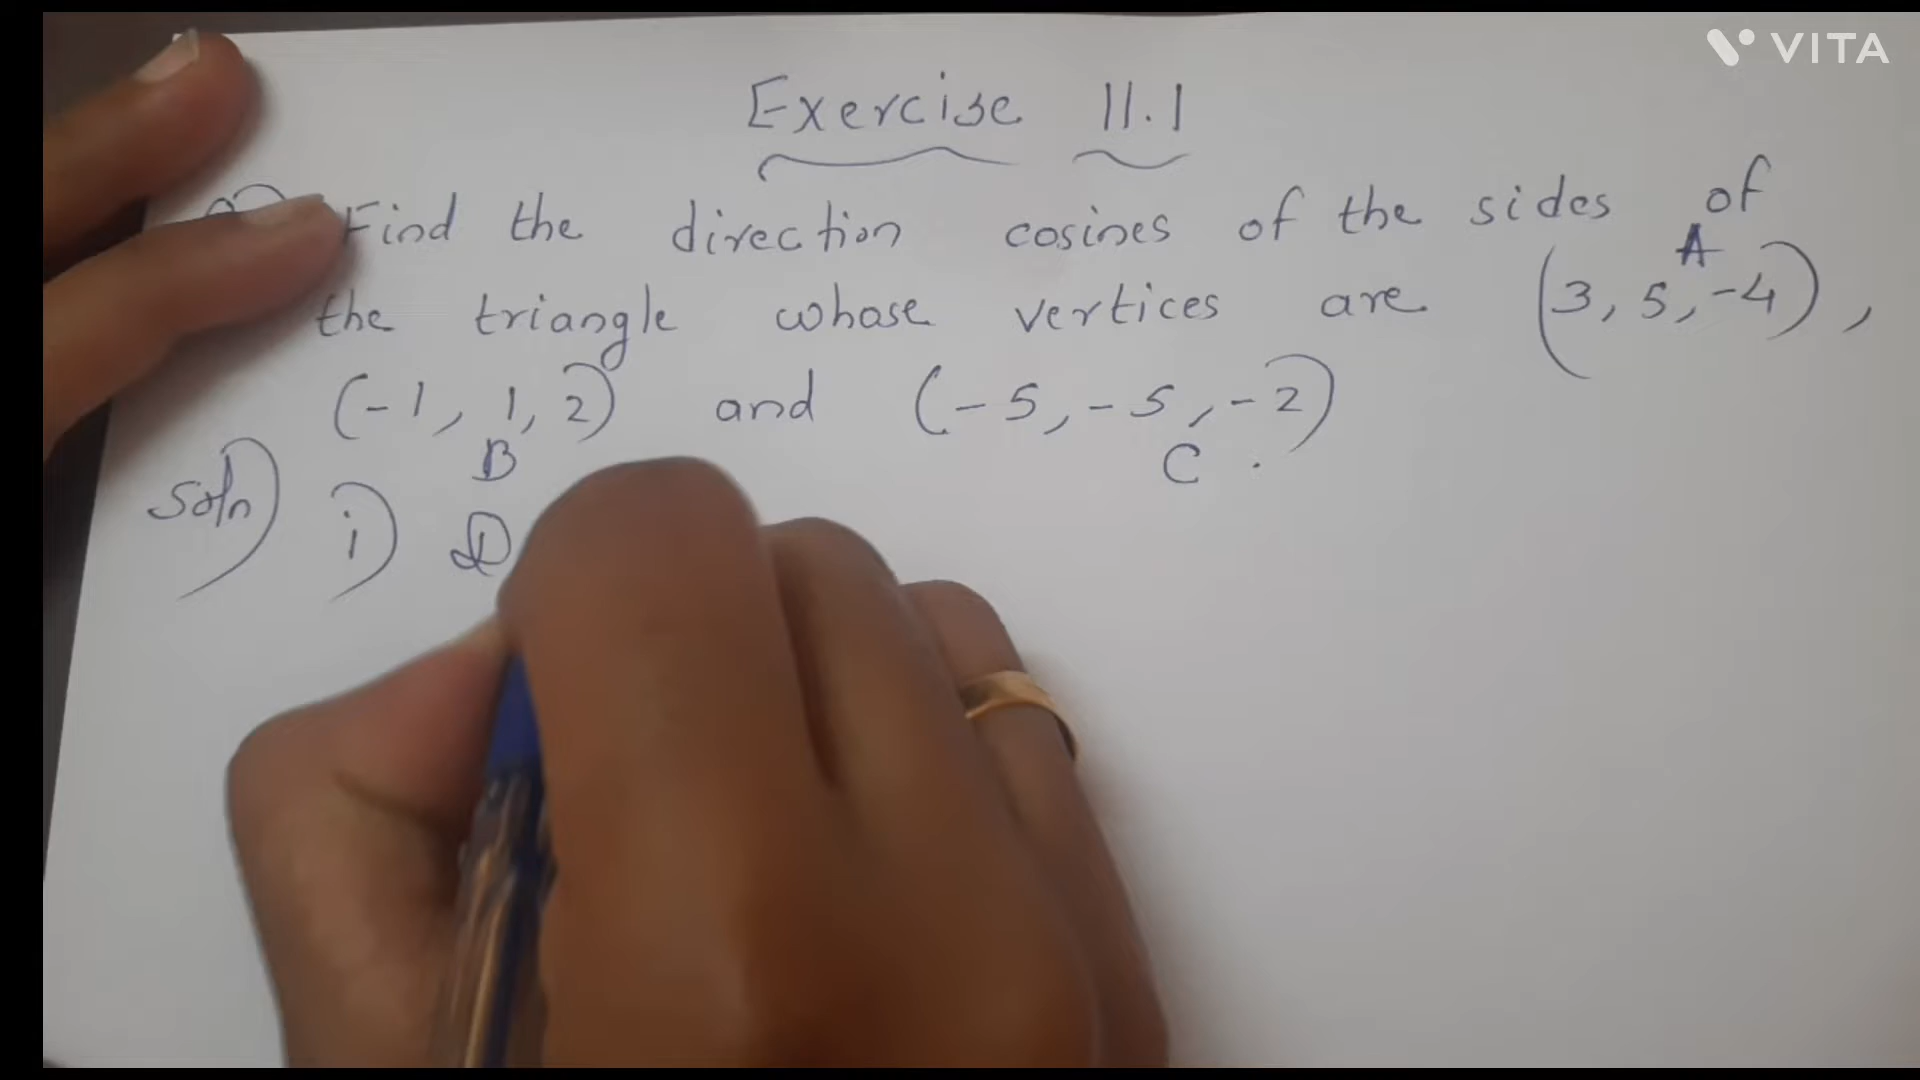 VITA
Exercise 11.1
Find the direction cosines of the sides of
A
the triangle whose vertices are (3, 5, -4),
(-1, 1, 2) and (-5, -5, -2)
B C .
Soln) i) D